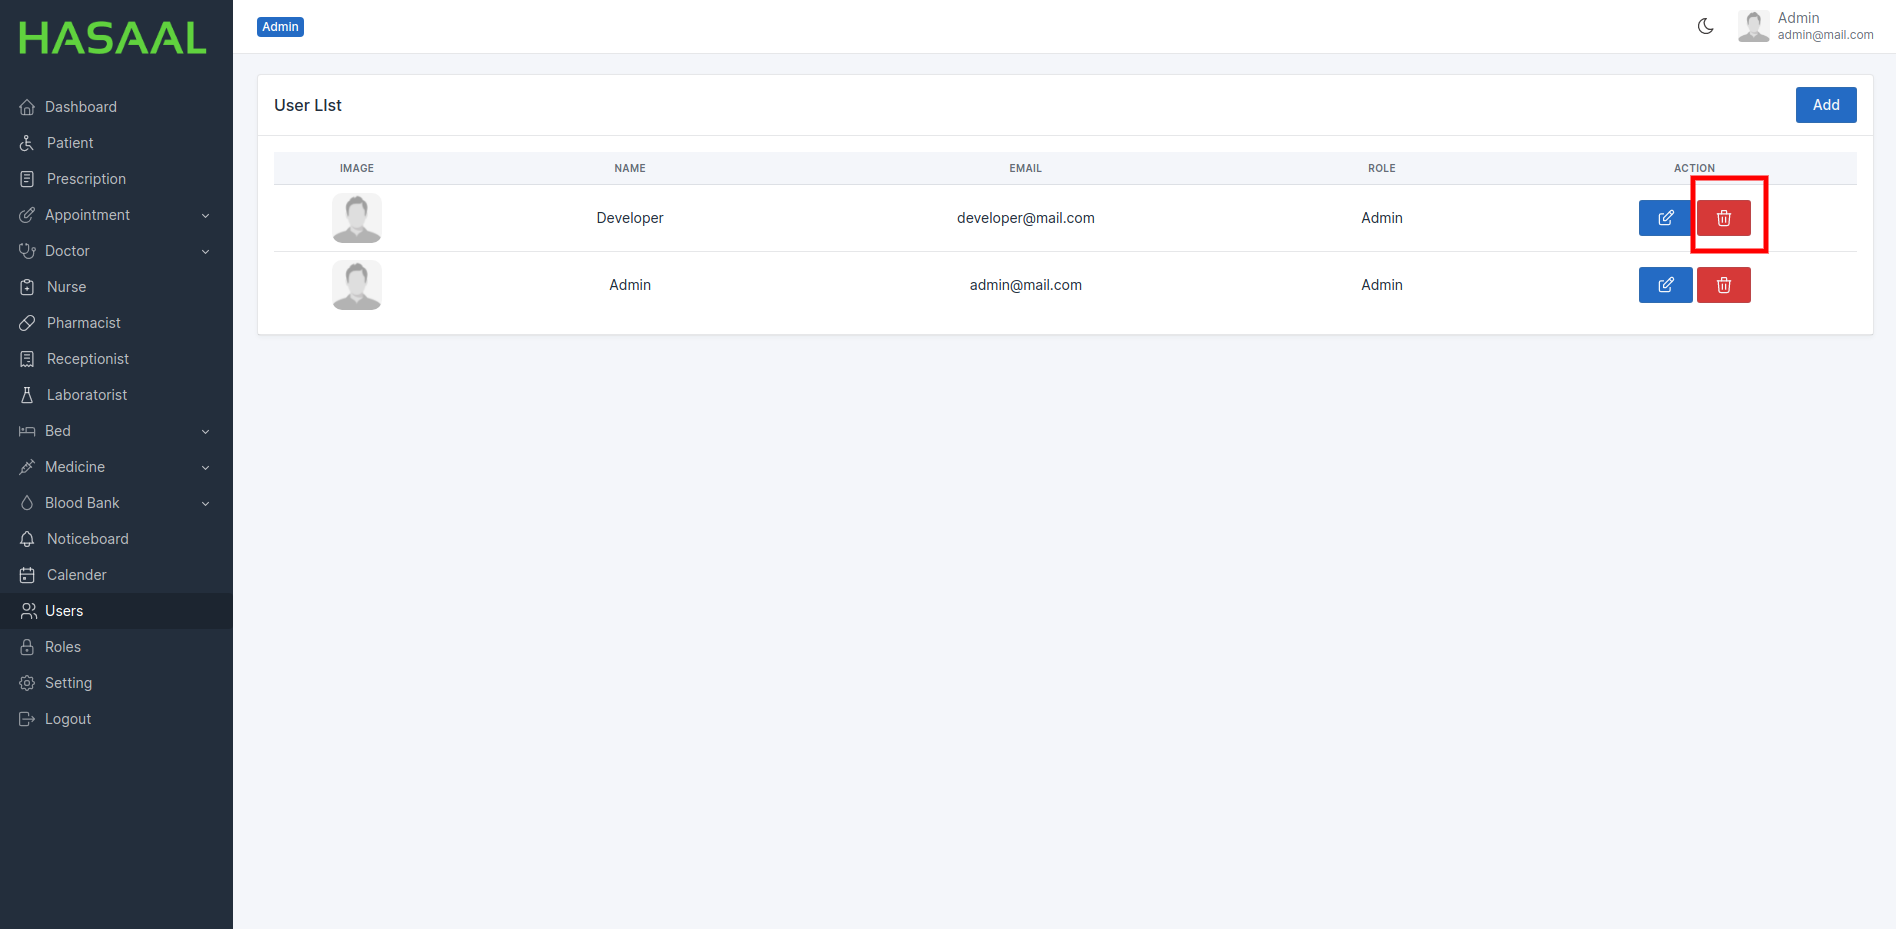 HASAAL
Admin
Admin
admin@mail.com
Dashboard
Patient
Prescription
Appointment
Doctor
Nurse
Pharmacist
Receptionist
Laboratorist
Bed
Medicine
Blood Bank
Noticeboard
Calender
Users
Roles
Setting
Logout
User LIst
Add
IMAGE NAME EMAIL ROLE ACTION
Developer developer@mail.com Admin
Admin admin@mail.com Admin